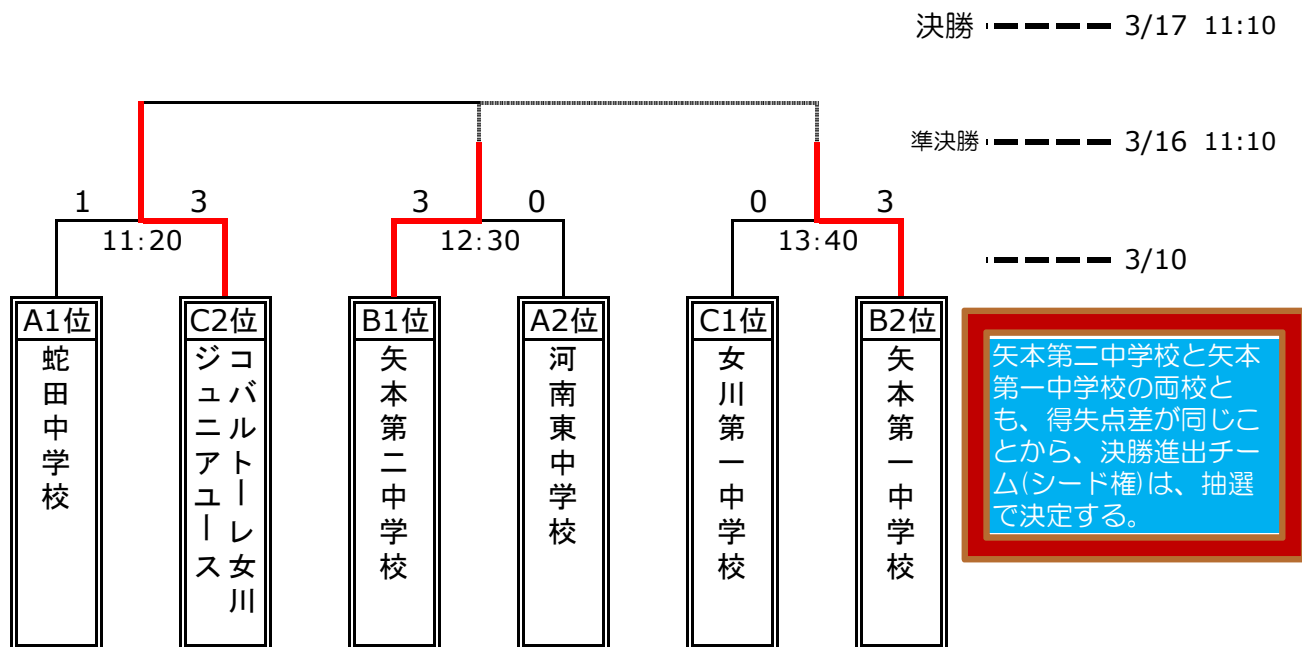 決勝 3/17 11:10
準決勝 3/16 11:10
1 3 3 0 0 3
11:20 12:30 13:40
3/10
A1位 C2位 B1位 A2位 C1位 B2位
蛇田中学校
コバルトーレ女川
ジュニアユース
矢本第二中学校
河南東中学校
女川第一中学校
矢本第一中学校
矢本第二中学校と矢本
第一中学校の両校と
も、得失点差が同じこ
とから、決勝進出チー
ム(シード権)は、抽選
で決定する。